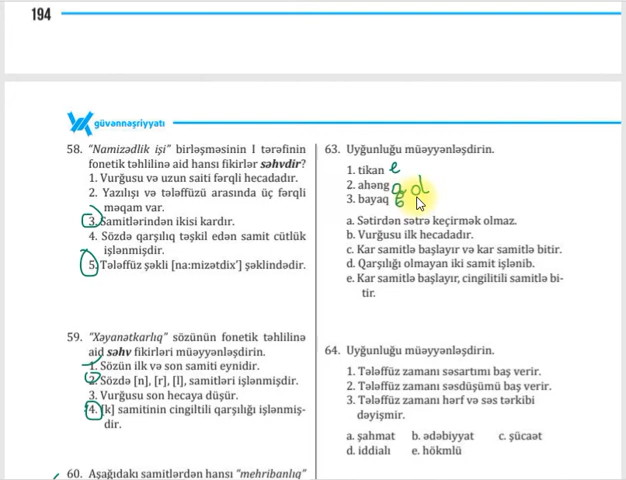 194
güvənnəşriyyatı
58. "Namizədlik işi" birləşməsinin I tərəfinin
fonetik təhlilinə aid hansı fikirlər səhvdir?
1. Vurğusu və uzun saiti fərqli hecadadır.
2. Yazılışı və tələffüzü arasında üç fərqli
məqam var.
3. Samitlərindən ikisi kardır.
4. Sözdə qarşılıq təşkil edən samit cütlük
işlənmişdir.
5. Tələffüz şəkli [na:mizətdix'] şəklindədir.
59. "Xəyanətkarlıq" sözünün fonetik təhlilinə
aid səhv fikirləri müəyyənləşdirin.
1. Sözün ilk və son samiti eynidir.
2. Sözdə [n], [r], [l], samitləri işlənmişdir.
3. Vurğusu son hecaya düşür.
4. [k] samitinin cingiltili qarşılığı işlənmiş-
dir.
60. Aşağıdakı samitlərdən hansı "mehribanlıq"
63. Uyğunluğu müəyyənləşdirin.
1. tikan e
2. ahəng a d
3. bayaq b
a. Sətirdən sətrə keçirmək olmaz.
b. Vurğusu ilk hecadadır.
c. Kar samitlə başlayır və kar samitlə bitir.
d. Qarşılığı olmayan iki samit işlənib.
e. Kar samitlə başlayır, cingilitili samitlə bi-
tir.
64. Uyğunluğu müəyyənləşdirin.
1. Tələffüz zamanı səsartımı baş verir.
2. Tələffüz zamanı səsdüşümü baş verir.
3. Tələffüz zamanı hərf və səs tərkibi
dəyişmir.
a. şahmat b. ədəbiyyat c. şücaət
d. iddialı e. hökmlü